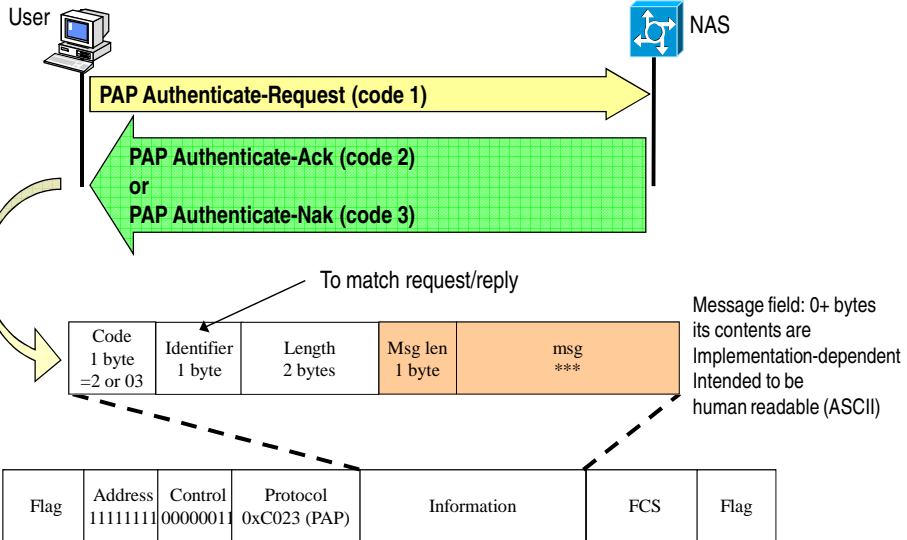 User
NAS
PAP Authenticate-Request (code 1)
PAP Authenticate-Ack (code 2)
or
PAP Authenticate-Nak (code 3)
To match request/reply
Code
1 byte
=2 or 03
Identifier
1 byte
Length
2 bytes
Msg len
1 byte
msg
***
Message field: 0+ bytes
its contents are
Implementation-dependent
Intended to be
human readable (ASCII)
Flag
Address
11111111
Control
00000011
Protocol
0xC023 (PAP)
Information
FCS
Flag